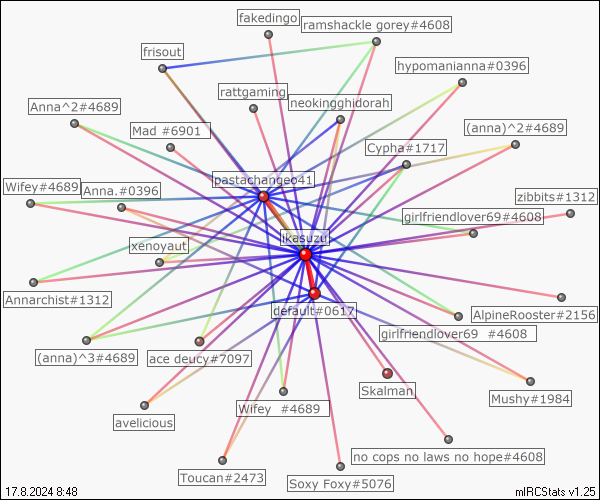 fakedingo
ramshackle gorey#4608
frisout
hypomanianna#0396
rattgaming
neokingghidorah
Anna^2#4689
Mad #6901
(anna)^2#4689
Cypha#1717
pastachangeo41
Wifey#4689
Anna.#0396
zibbits#1312
girlfriendlover69#4608
ikasuzu
xenoyaut
Annarchist#1312
default#0617
AlpineRooster#2156
girlfriendlover69 #4608
(anna)^3#4689
ace deucy#7097
Skalman
Mushy#1984
Wifey #4689
avelicious
no cops no laws no hope#4608
Toucan#2473
Soxy Foxy#5076
17.8.2024 8:48
mIRCStats v1.25